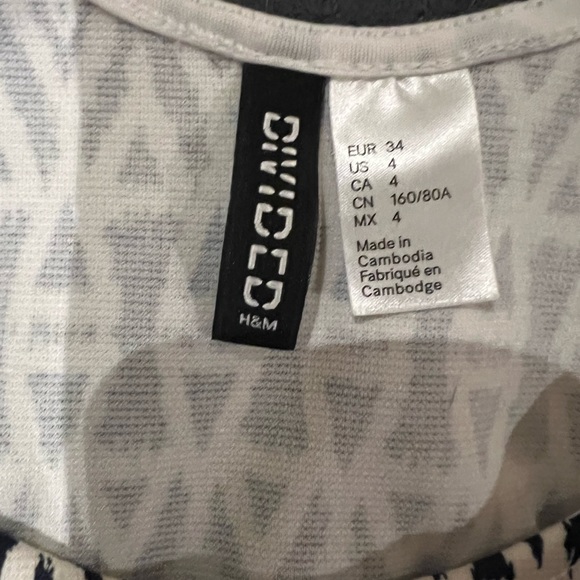 DIVIDED
H&M
EUR 34
US 4
CA 4
CN 160/80A
MX 4
Made in
Cambodia
Fabriqué en
Cambodge